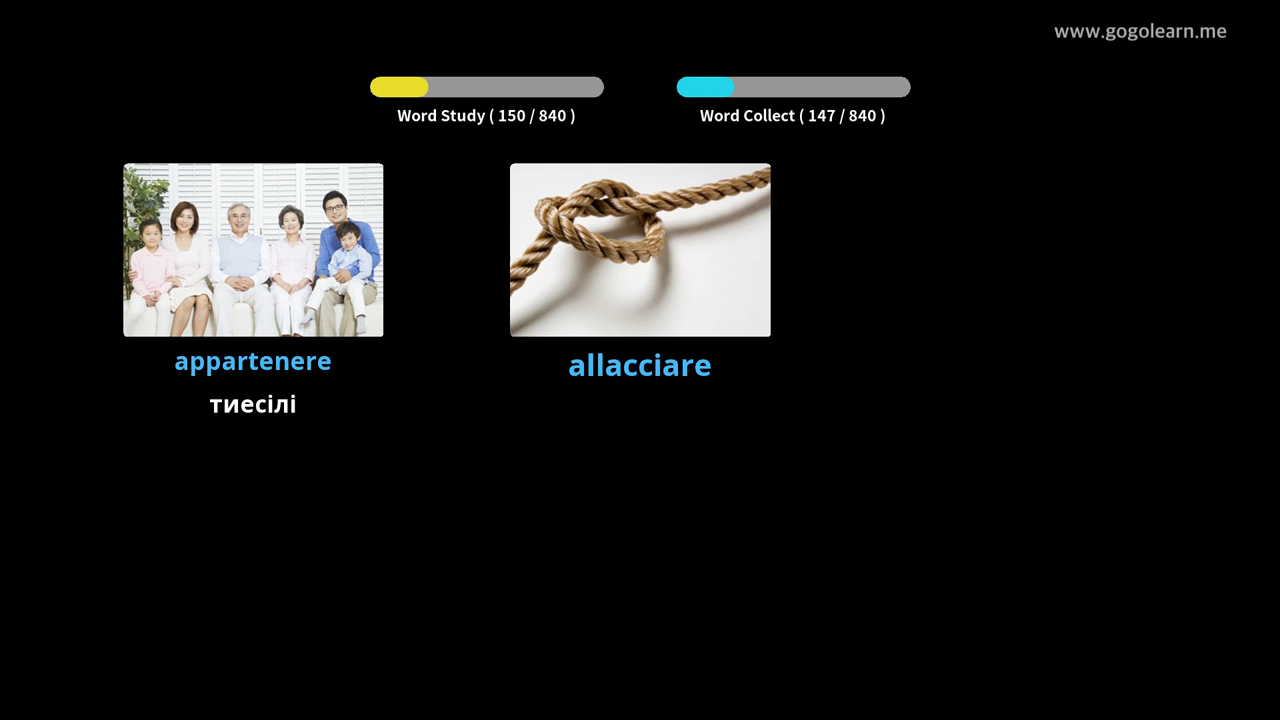 www.gogolearn.me
Word Study ( 150 / 840 )
Word Collect ( 147 / 840 )
appartenere
тиесілі
allacciare